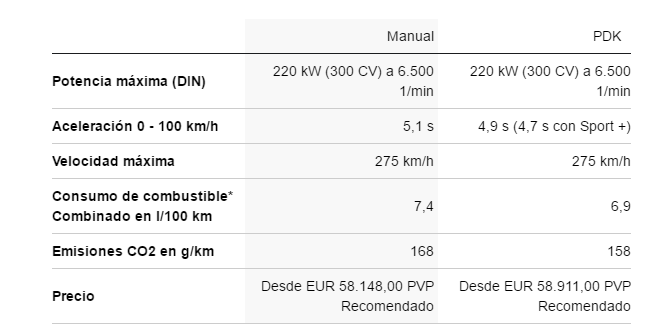 Manual PDK
Potencia máxima (DIN) 220 kW (300 CV) a 6.500 220 kW (300 CV) a 6.500
1/min 1/min
Aceleración 0 - 100 km/h 5,1 s 4,9 s (4,7 s con Sport +)
Velocidad máxima 275 km/h 275 km/h
Consumo de combustible*
Combinado en l/100 km 7,4 6,9
Emisiones CO2 en g/km 168 158
Precio Desde EUR 58.148,00 PVP Desde EUR 58.911,00 PVP
Recomendado Recomendado